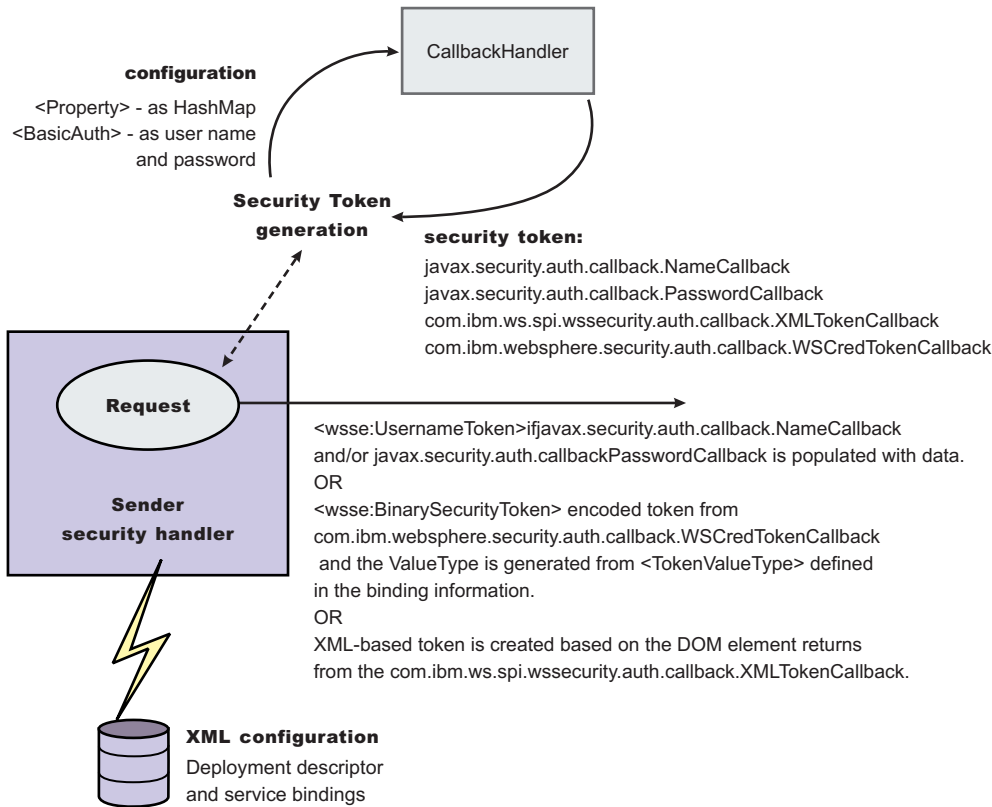 CallbackHandler
configuration
<Property> - as HashMap
<BasicAuth> - as user name
and password
Security Token
generation
security token:
javax.security.auth.callback.NameCallback
javax.security.auth.callback.PasswordCallback
com.ibm.ws.spi.wssecurity.auth.callback.XMLTokenCallback
com.ibm.websphere.security.auth.callback.WSCredTokenCallback
Request
Sender
security handler
<wsse:UsernameToken>ifjavax.security.auth.callback.NameCallback
and/or javax.security.auth.callbackPasswordCallback is populated with data.
OR
<wsse:BinarySecurityToken> encoded token from
com.ibm.websphere.security.auth.callback.WSCredTokenCallback
and the ValueType is generated from <TokenValueType> defined
in the binding information.
OR
XML-based token is created based on the DOM element returns
from the com.ibm.ws.spi.wssecurity.auth.callback.XMLTokenCallback.
XML configuration
Deployment descriptor
and service bindings